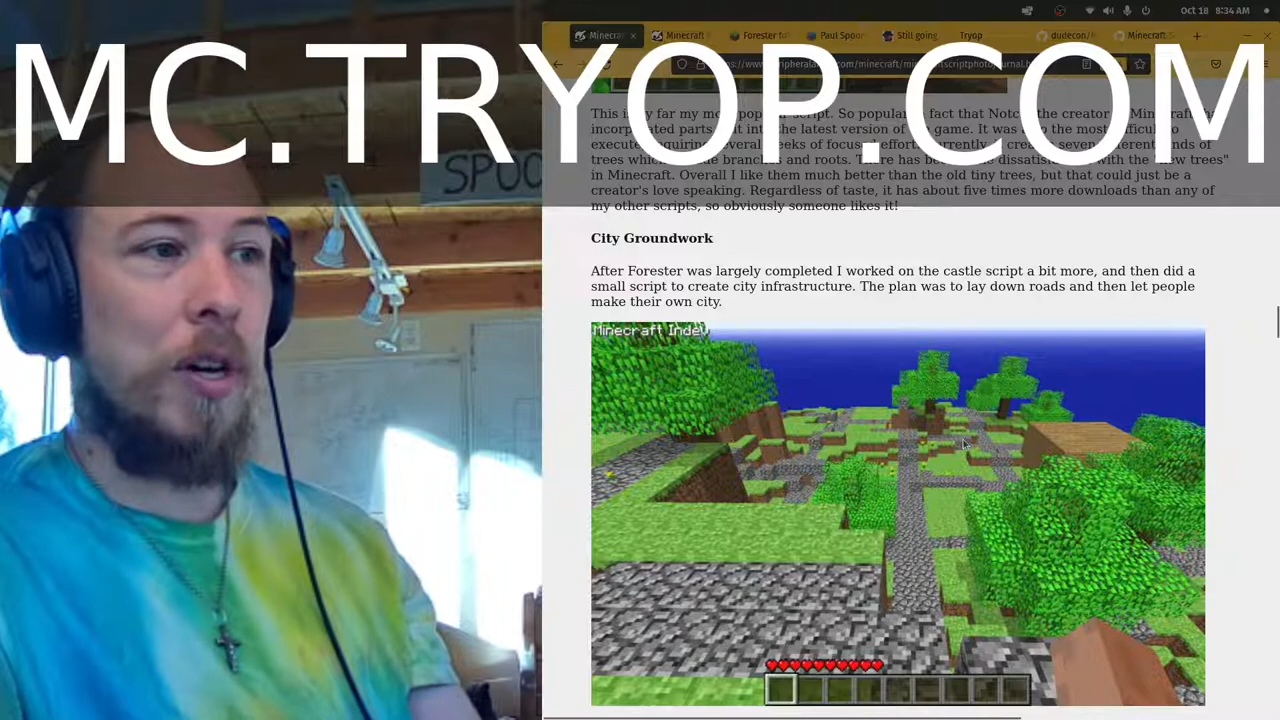 Oct 18 8:34 AM
Minecraft
Forester
Paul Spoon
Still going
Tryop
dudecon/
Minecraft-S
MC.TRYOP.COM
SPOO
This is by far my most popular script. So popular in fact that Notch, the creator of Minecraft
incorporated parts of it into the latest version of the game. It was also the most difficult to
execute, requiring several weeks of focused effort. Currently creates seven different kinds of
trees which include branches and roots. There has been some dissatisfaction with the "new trees"
in Minecraft. Overall I like them much better than the old tiny trees, but that could just be a
creator's love speaking. Regardless of taste, it has about five times more downloads than any of
my other scripts, so obviously someone likes it!
City Groundwork
After Forester was largely completed I worked on the castle script a bit more, and then did a
small script to create city infrastructure. The plan was to lay down roads and then let people
make their own city.
Minecraft Indev